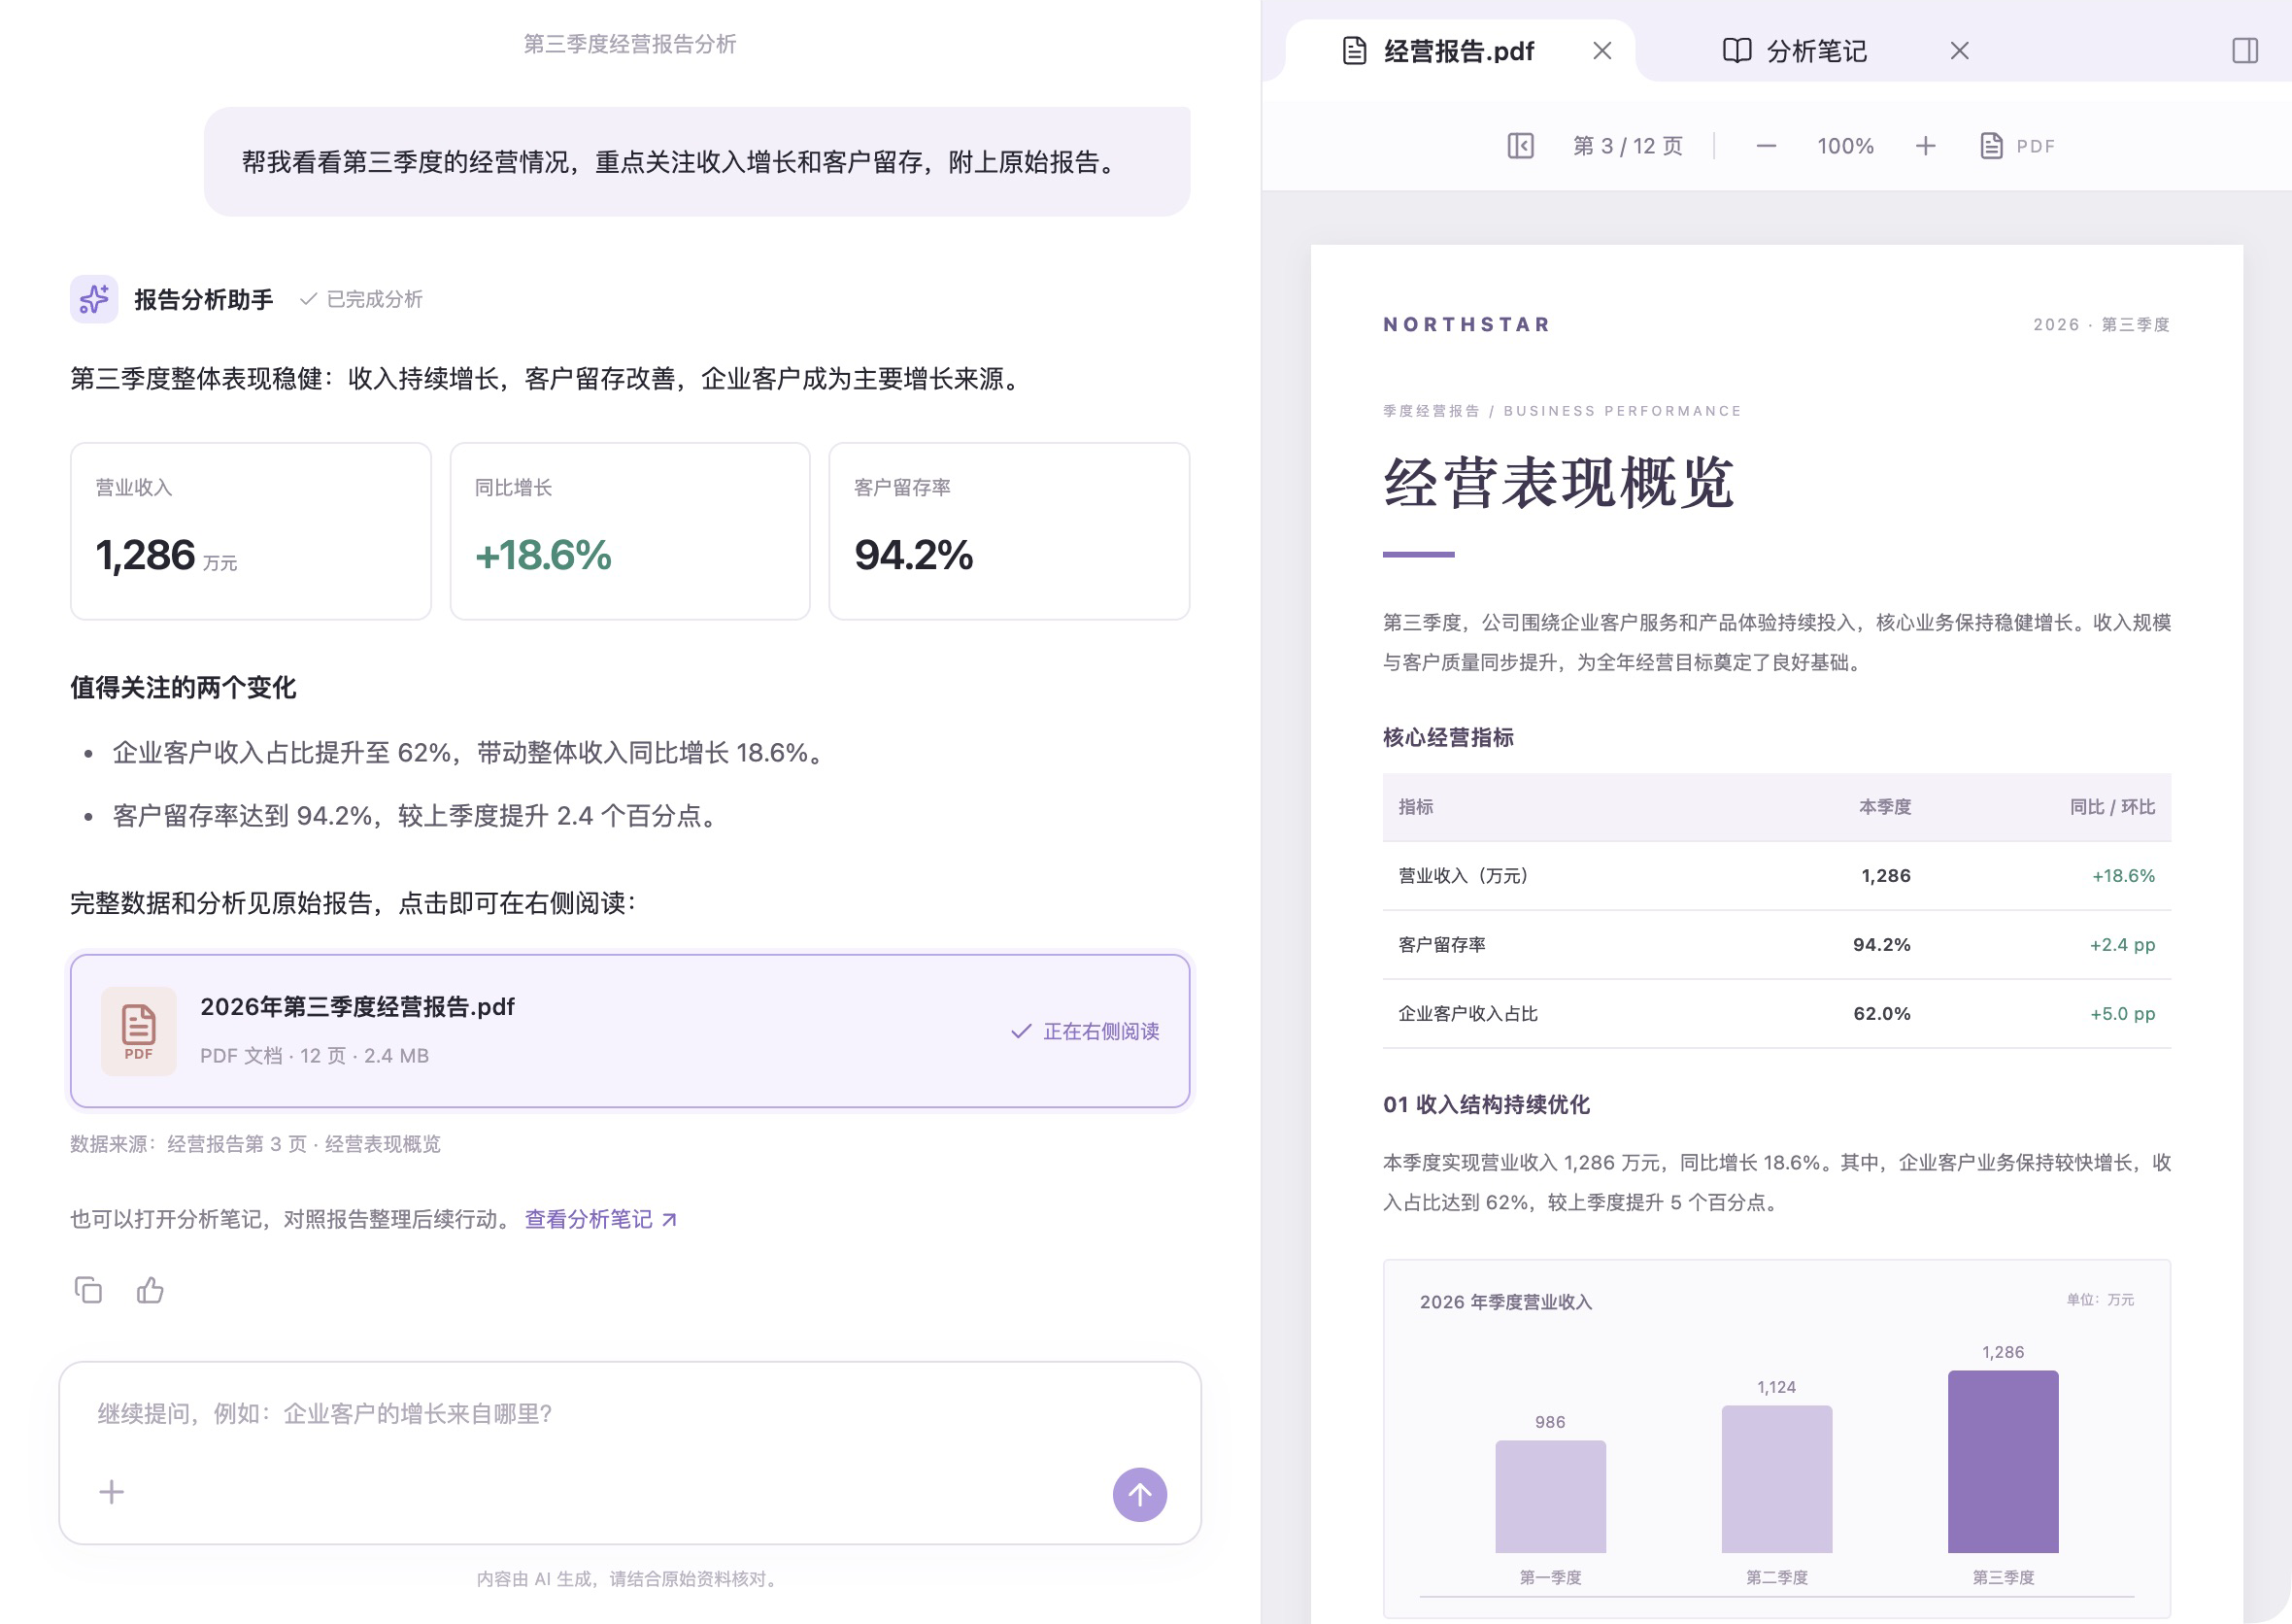 第三季度经营报告分析
帮我看看第三季度的经营情况，重点关注收入增长和客户留存，附上原始报告。
报告分析助手
已完成分析
第三季度整体表现稳健：收入持续增长，客户留存改善，企业客户成为主要增长来源。
营业收入
1,286 万元
同比增长
+18.6%
客户留存率
94.2%
值得关注的两个变化
• 企业客户收入占比提升至 62%，带动整体收入同比增长 18.6%。
• 客户留存率达到 94.2%，较上季度提升 2.4 个百分点。
完整数据和分析见原始报告，点击即可在右侧阅读：
PDF
2026年第三季度经营报告.pdf
PDF 文档 · 12 页 · 2.4 MB
正在右侧阅读
数据来源：经营报告第 3 页 · 经营表现概览
也可以打开分析笔记，对照报告整理后续行动。 查看分析笔记
继续提问，例如：企业客户的增长来自哪里?
内容由 AI 生成，请结合原始资料核对。
经营报告.pdf
分析笔记
第 3 / 12 页
100%
PDF
NORTHSTAR
2026 · 第三季度
季度经营报告 / BUSINESS PERFORMANCE
经营表现概览
第三季度，公司围绕企业客户服务和产品体验持续投入，核心业务保持稳健增长。收入规模
与客户质量同步提升，为全年经营目标奠定了良好基础。
核心经营指标
指标 本季度 同比 / 环比
营业收入（万元） 1,286 +18.6%
客户留存率 94.2% +2.4 pp
企业客户收入占比 62.0% +5.0 pp
01 收入结构持续优化
本季度实现营业收入 1,286 万元，同比增长 18.6%。其中，企业客户业务保持较快增长，收
入占比达到 62%，较上季度提升 5 个百分点。
2026 年季度营业收入
单位：万元
986
1,124
1,286
第一季度
第二季度
第三季度